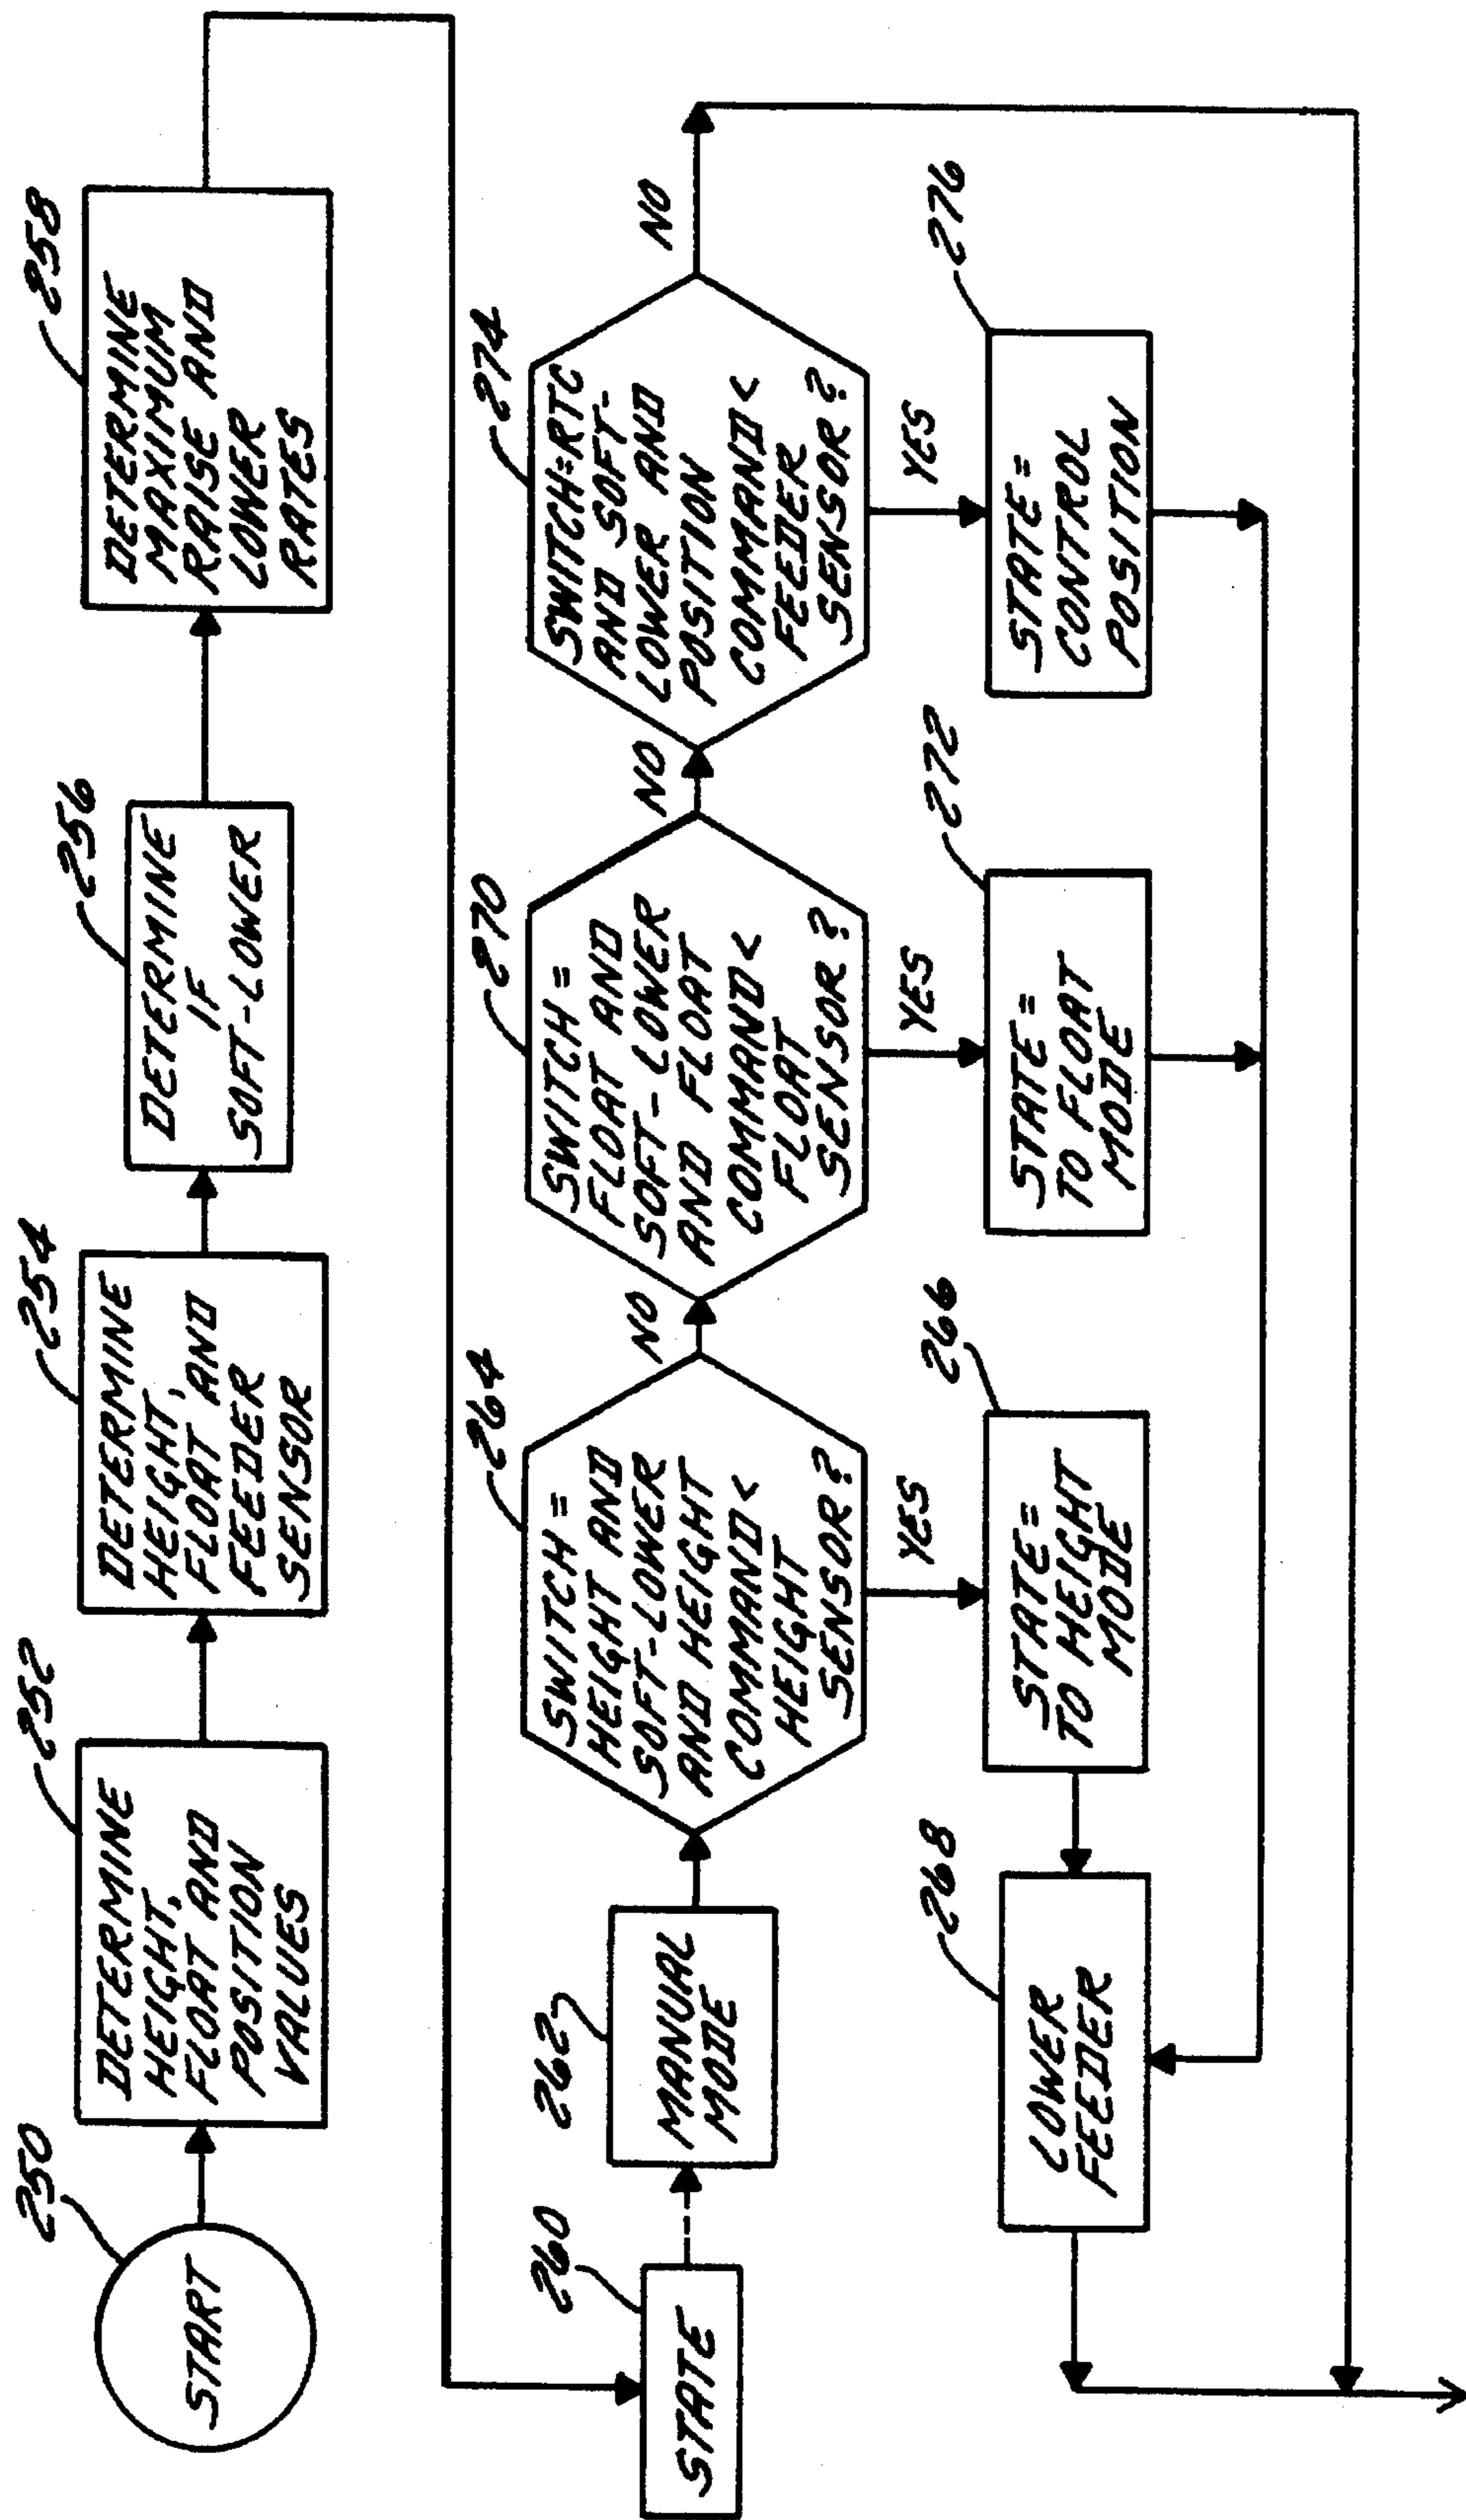 250
START
252
DETERMINE
HEIGHT,
FLOAT AND
POSITION
VALUES
254
DETERMINE
HEIGHT,
FLOAT AND
FEEDER
SENSOR
256
DETERMINE
IF
SOFT-LOWER
258
DETERMINE
MAXIMUM
RAISE AND
LOWER
RATES
260
STATE
262
MANUAL
MODE
264
SWITCH =
HEIGHT AND
SOFT-LOWER
AND HEIGHT
COMMAND <
HEIGHT
SENSOR?
NO
YES
270
SWITCH =
FLOAT AND
SOFT-LOWER
AND FLOAT
COMMAND <
FLOAT
SENSOR?
NO
YES
274
SWITCH=RTC
AND SOFT-
LOWER AND
POSITION
COMMAND <
FEEDER
SENSOR?
NO
YES
268
LOWER
FEEDER
266
STATE=
TO HEIGHT
MODE
272
STATE=
TO FLOAT
MODE
276
STATE=
CONTROL
POSITION